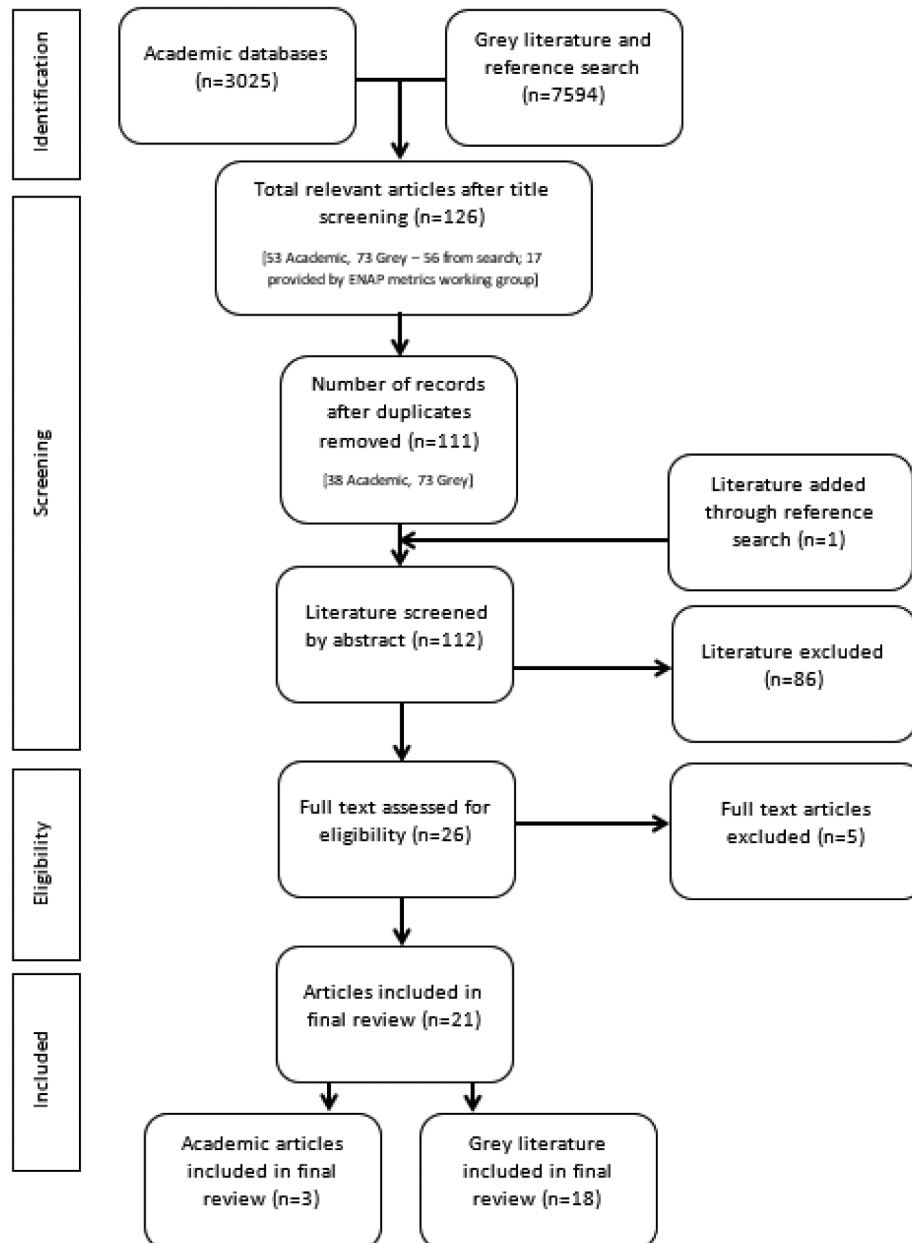 Identification
Academic databases
(n=3025)
Grey literature and
reference search
(n=7594)
Total relevant articles after title
screening (n=126)
[53 Academic, 73 Grey – 56 from search; 17
provided by ENAP metrics working group]
Screening
Number of records
after duplicates
removed (n=111)
[38 Academic, 73 Grey]
Literature added
through reference
search (n=1)
Literature screened
by abstract (n=112)
Literature excluded
(n=86)
Eligibility
Full text assessed for
eligibility (n=26)
Full text articles
excluded (n=5)
Included
Articles included in
final review (n=21)
Academic articles
included in final
review (n=3)
Grey literature
included in final
review (n=18)